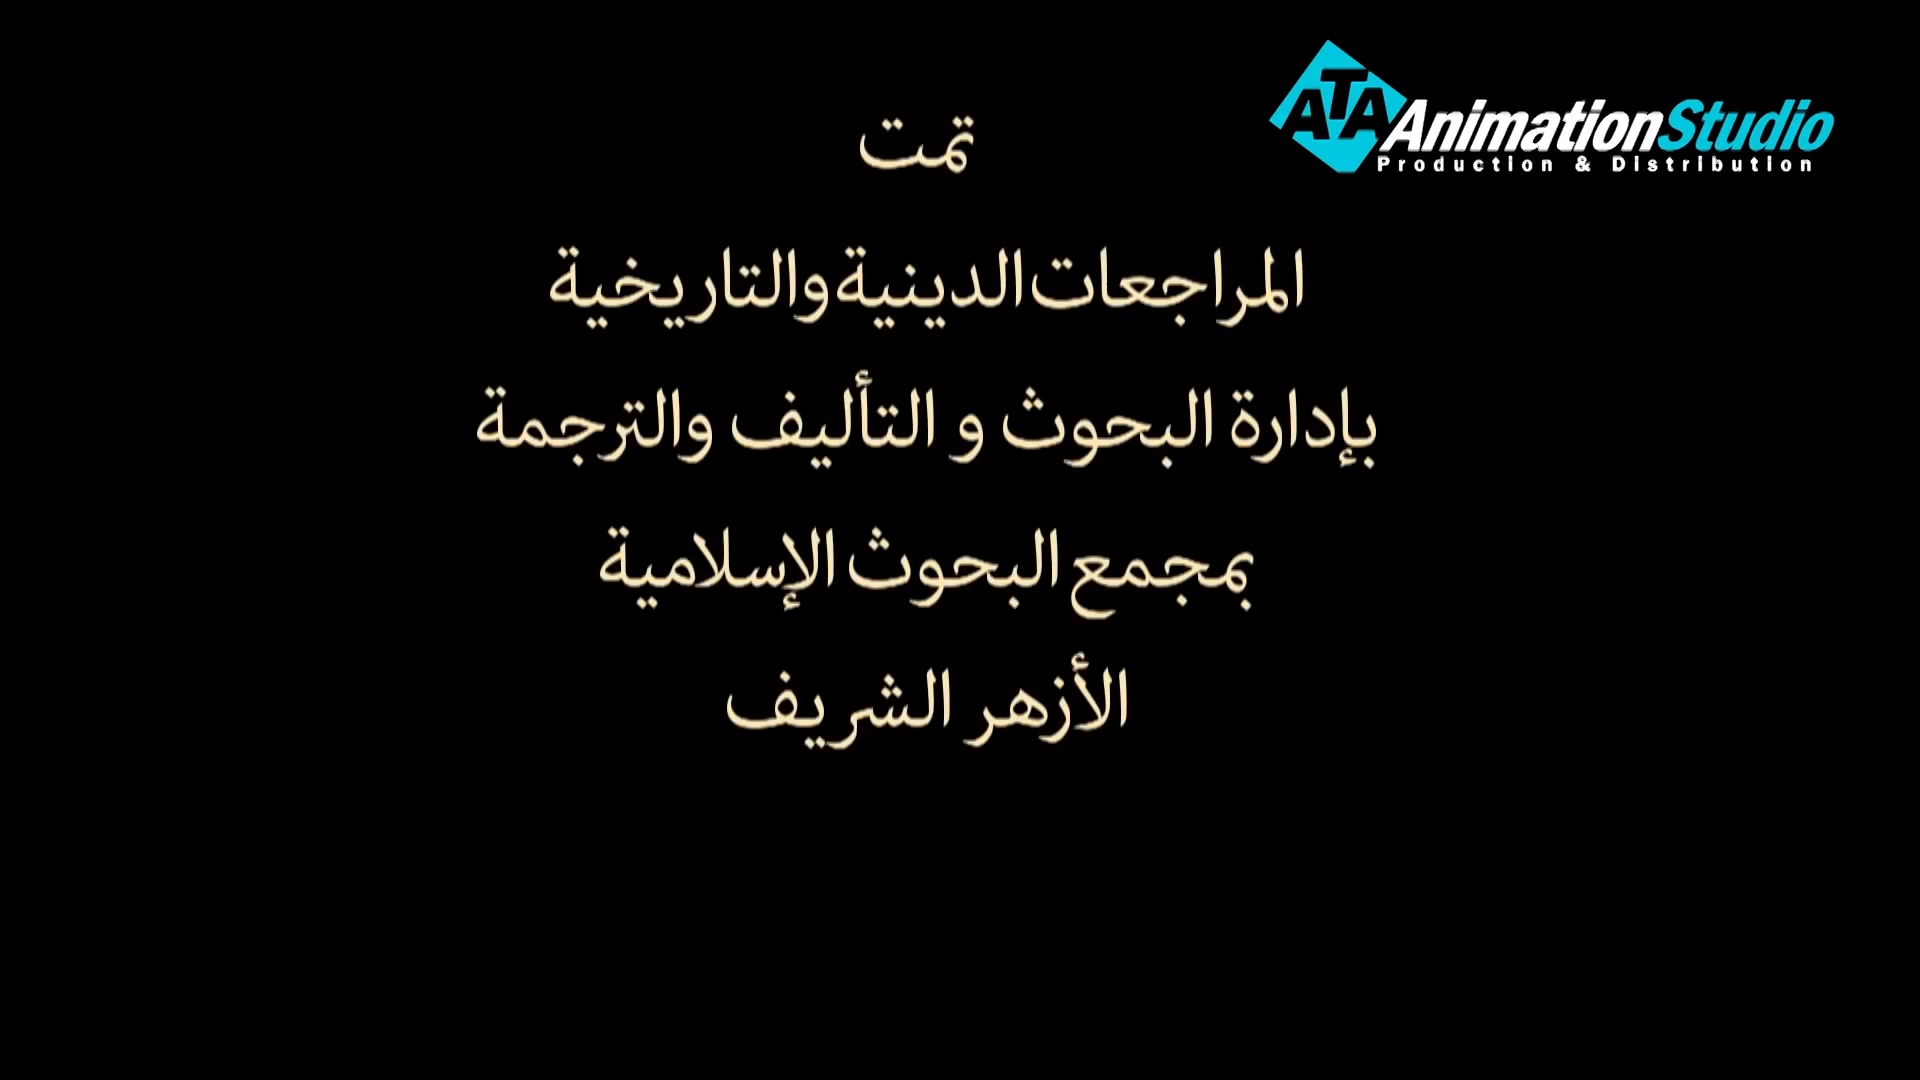 ATA AnimationStudio
Production & Distribution
تمت
المراجعات الدينية والتاريخية
بإدارة البحوث و التأليف والترجمة
بمجمع البحوث الإسلامية
الأزهر الشريف